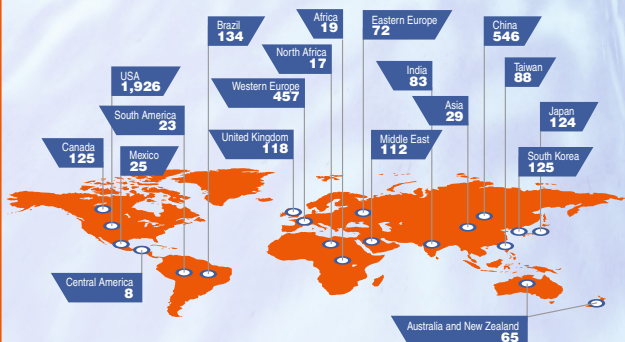 Brazil
134
Africa
19
Eastern Europe
72
China
546
North Africa
17
USA
1,926
Western Europe
457
India
83
Taiwan
88
South America
23
Asia
29
Japan
124
Canada
125
Mexico
25
United Kingdom
118
Middle East
112
South Korea
125
Central America
8
Australia and New Zealand
65